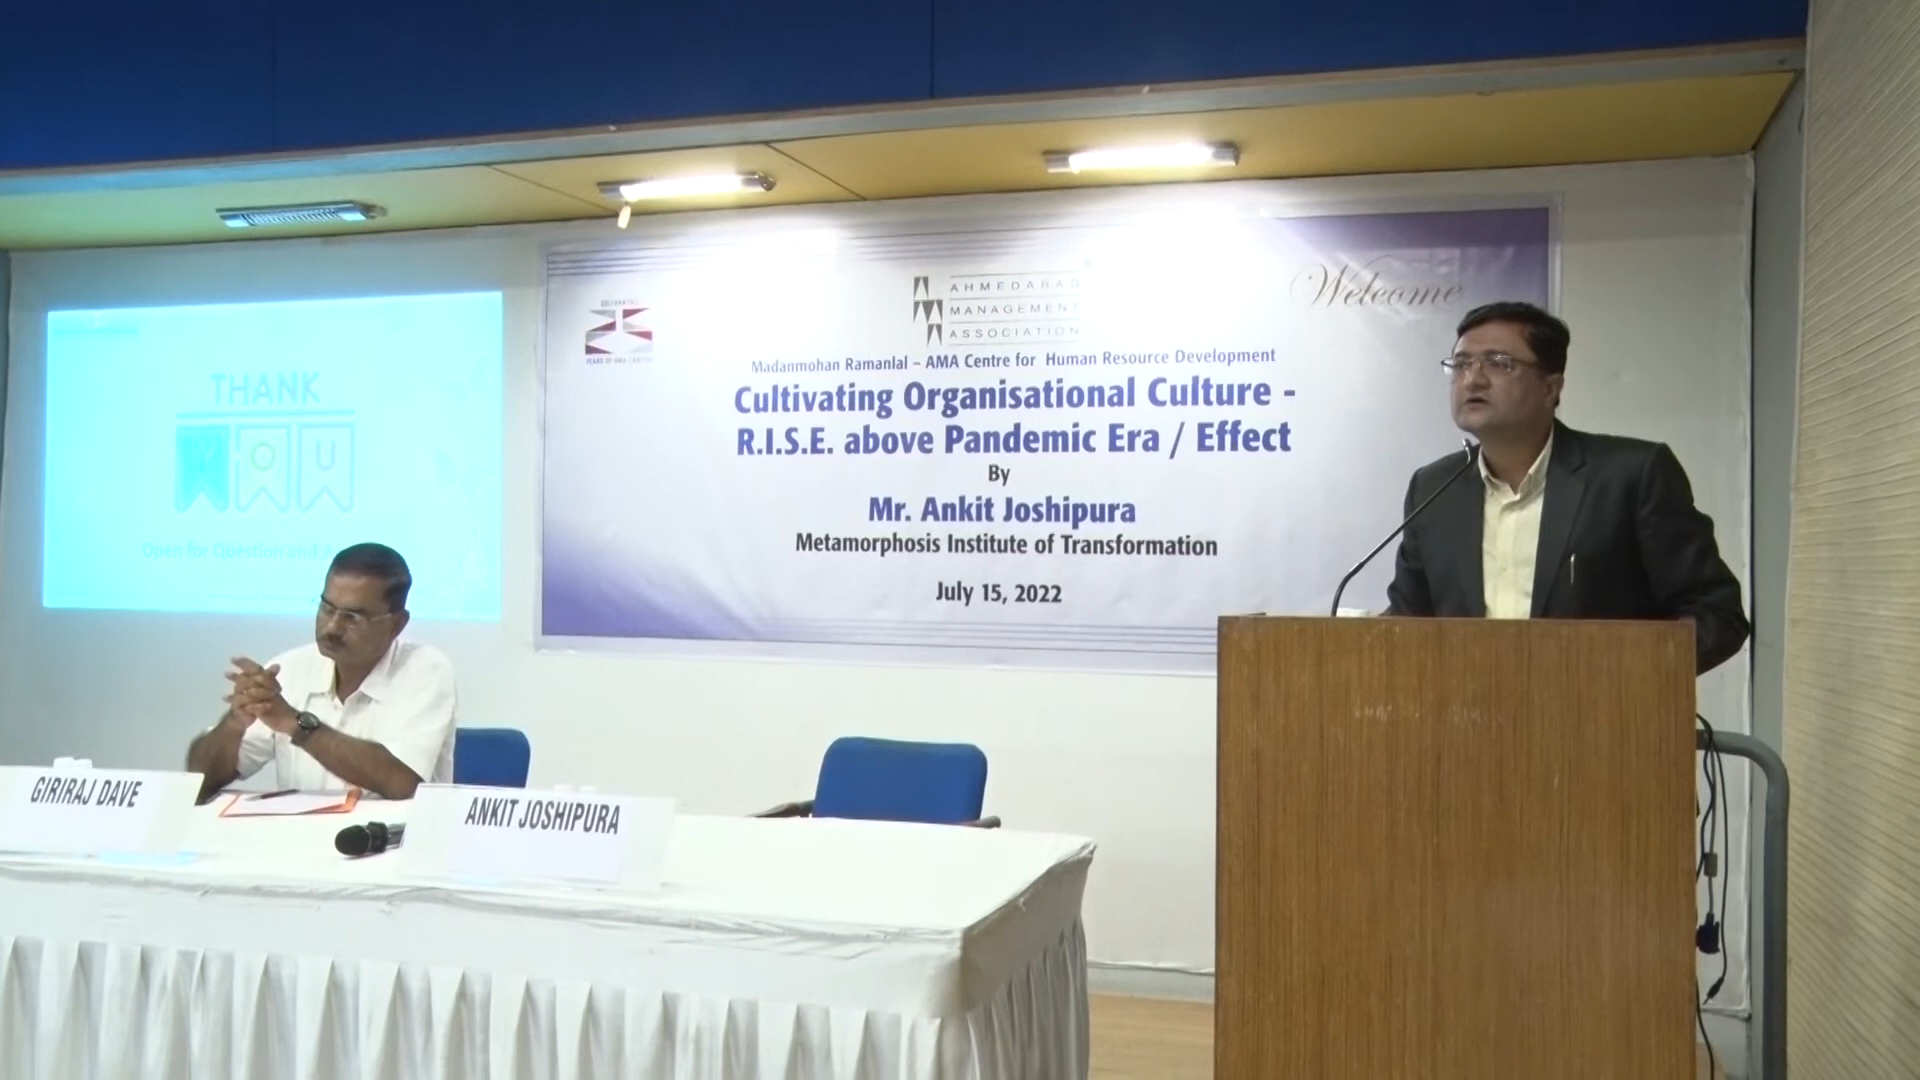 THANK
YOU
Open for Question and
Welcome
AHMEDABAD
MANAGEMENT
ASSOCIATION
Madanmohan Ramanlal – AMA Centre for Human Resource Development
Cultivating Organisational Culture -
R.I.S.E. above Pandemic Era / Effect
By
Mr. Ankit Joshipura
Metamorphosis Institute of Transformation
July 15, 2022
GIRIRAJ DAVE
ANKIT JOSHIPURA